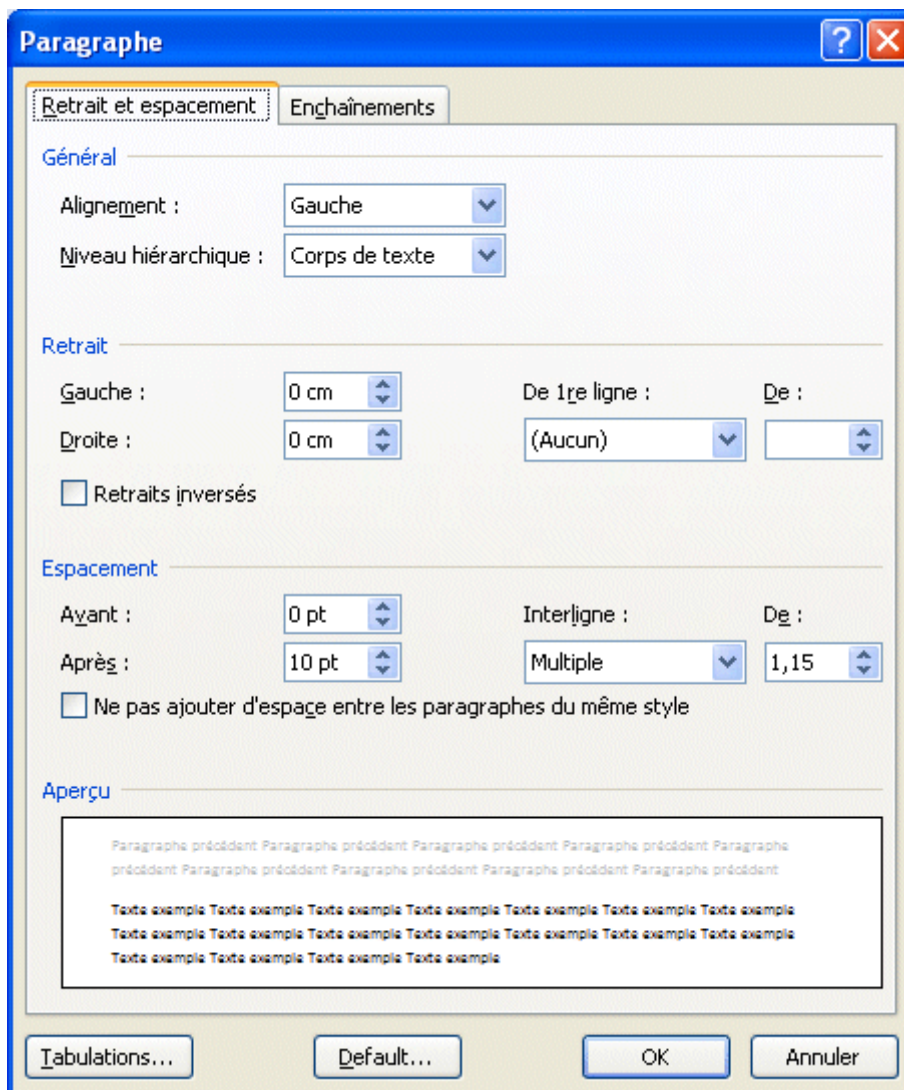 Paragraphe
Retrait et espacement Enchaînements
Général
Alignement : Gauche
Niveau hiérarchique : Corps de texte
Retrait
Gauche : 0 cm De 1re ligne : De :
Droite : 0 cm (Aucun)
Retraits inversés
Espacement
Avant : 0 pt Interligne : De :
Après : 10 pt Multiple 1,15
Ne pas ajouter d'espace entre les paragraphes du même style
Aperçu
Paragraphe précédent Paragraphe précédent Paragraphe précédent Paragraphe précédent Paragraphe
précédent Paragraphe précédent Paragraphe précédent Paragraphe précédent Paragraphe précédent
Texte exemple Texte exemple Texte exemple Texte exemple Texte exemple Texte exemple Texte exemple
Texte exemple Texte exemple Texte exemple Texte exemple Texte exemple Texte exemple Texte exemple
Texte exemple Texte exemple Texte exemple Texte exemple
Tabulations... Default... OK Annuler